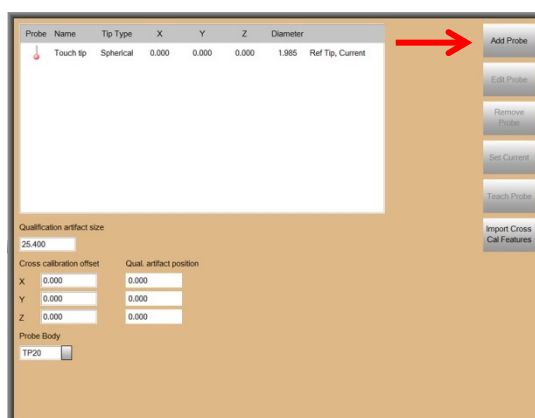 Probe Name Tip Type X Y Z Diameter
Touch tip Spherical 0.000 0.000 0.000 1.985 Ref Tip, Current
Add Probe
Edit Probe
Remove
Probe
Set Current
Teach Probe
Import Cross
Cal Features
Qualification artifact size
25.400
Cross calibration offset Qual. artifact position
X 0.000 0.000
Y 0.000 0.000
Z 0.000 0.000
Probe Body
TP20